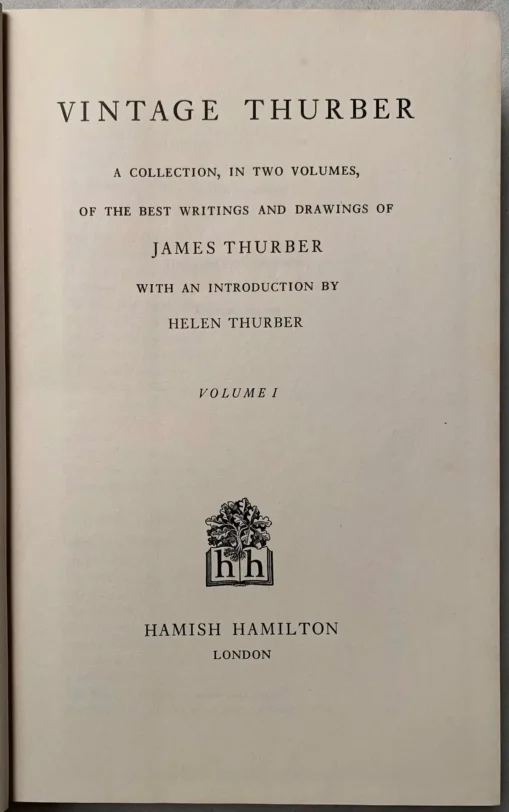 VINTAGE THURBER
A COLLECTION, IN TWO VOLUMES,
OF THE BEST WRITINGS AND DRAWINGS OF
JAMES THURBER
WITH AN INTRODUCTION BY
HELEN THURBER
VOLUME I
h h
HAMISH HAMILTON
LONDON